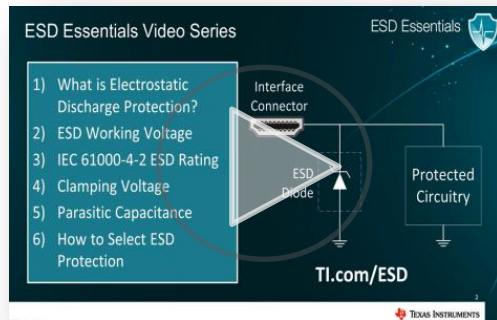 ESD Essentials Video Series
ESD Essentials
1) What is Electrostatic
Discharge Protection?
2) ESD Working Voltage
3) IEC 61000-4-2 ESD Rating
4) Clamping Voltage
5) Parasitic Capacitance
6) How to Select ESD
Protection
Interface
Connector
ESD
Diode
Protected
Circuitry
TI.com/ESD
2
TEXAS INSTRUMENTS